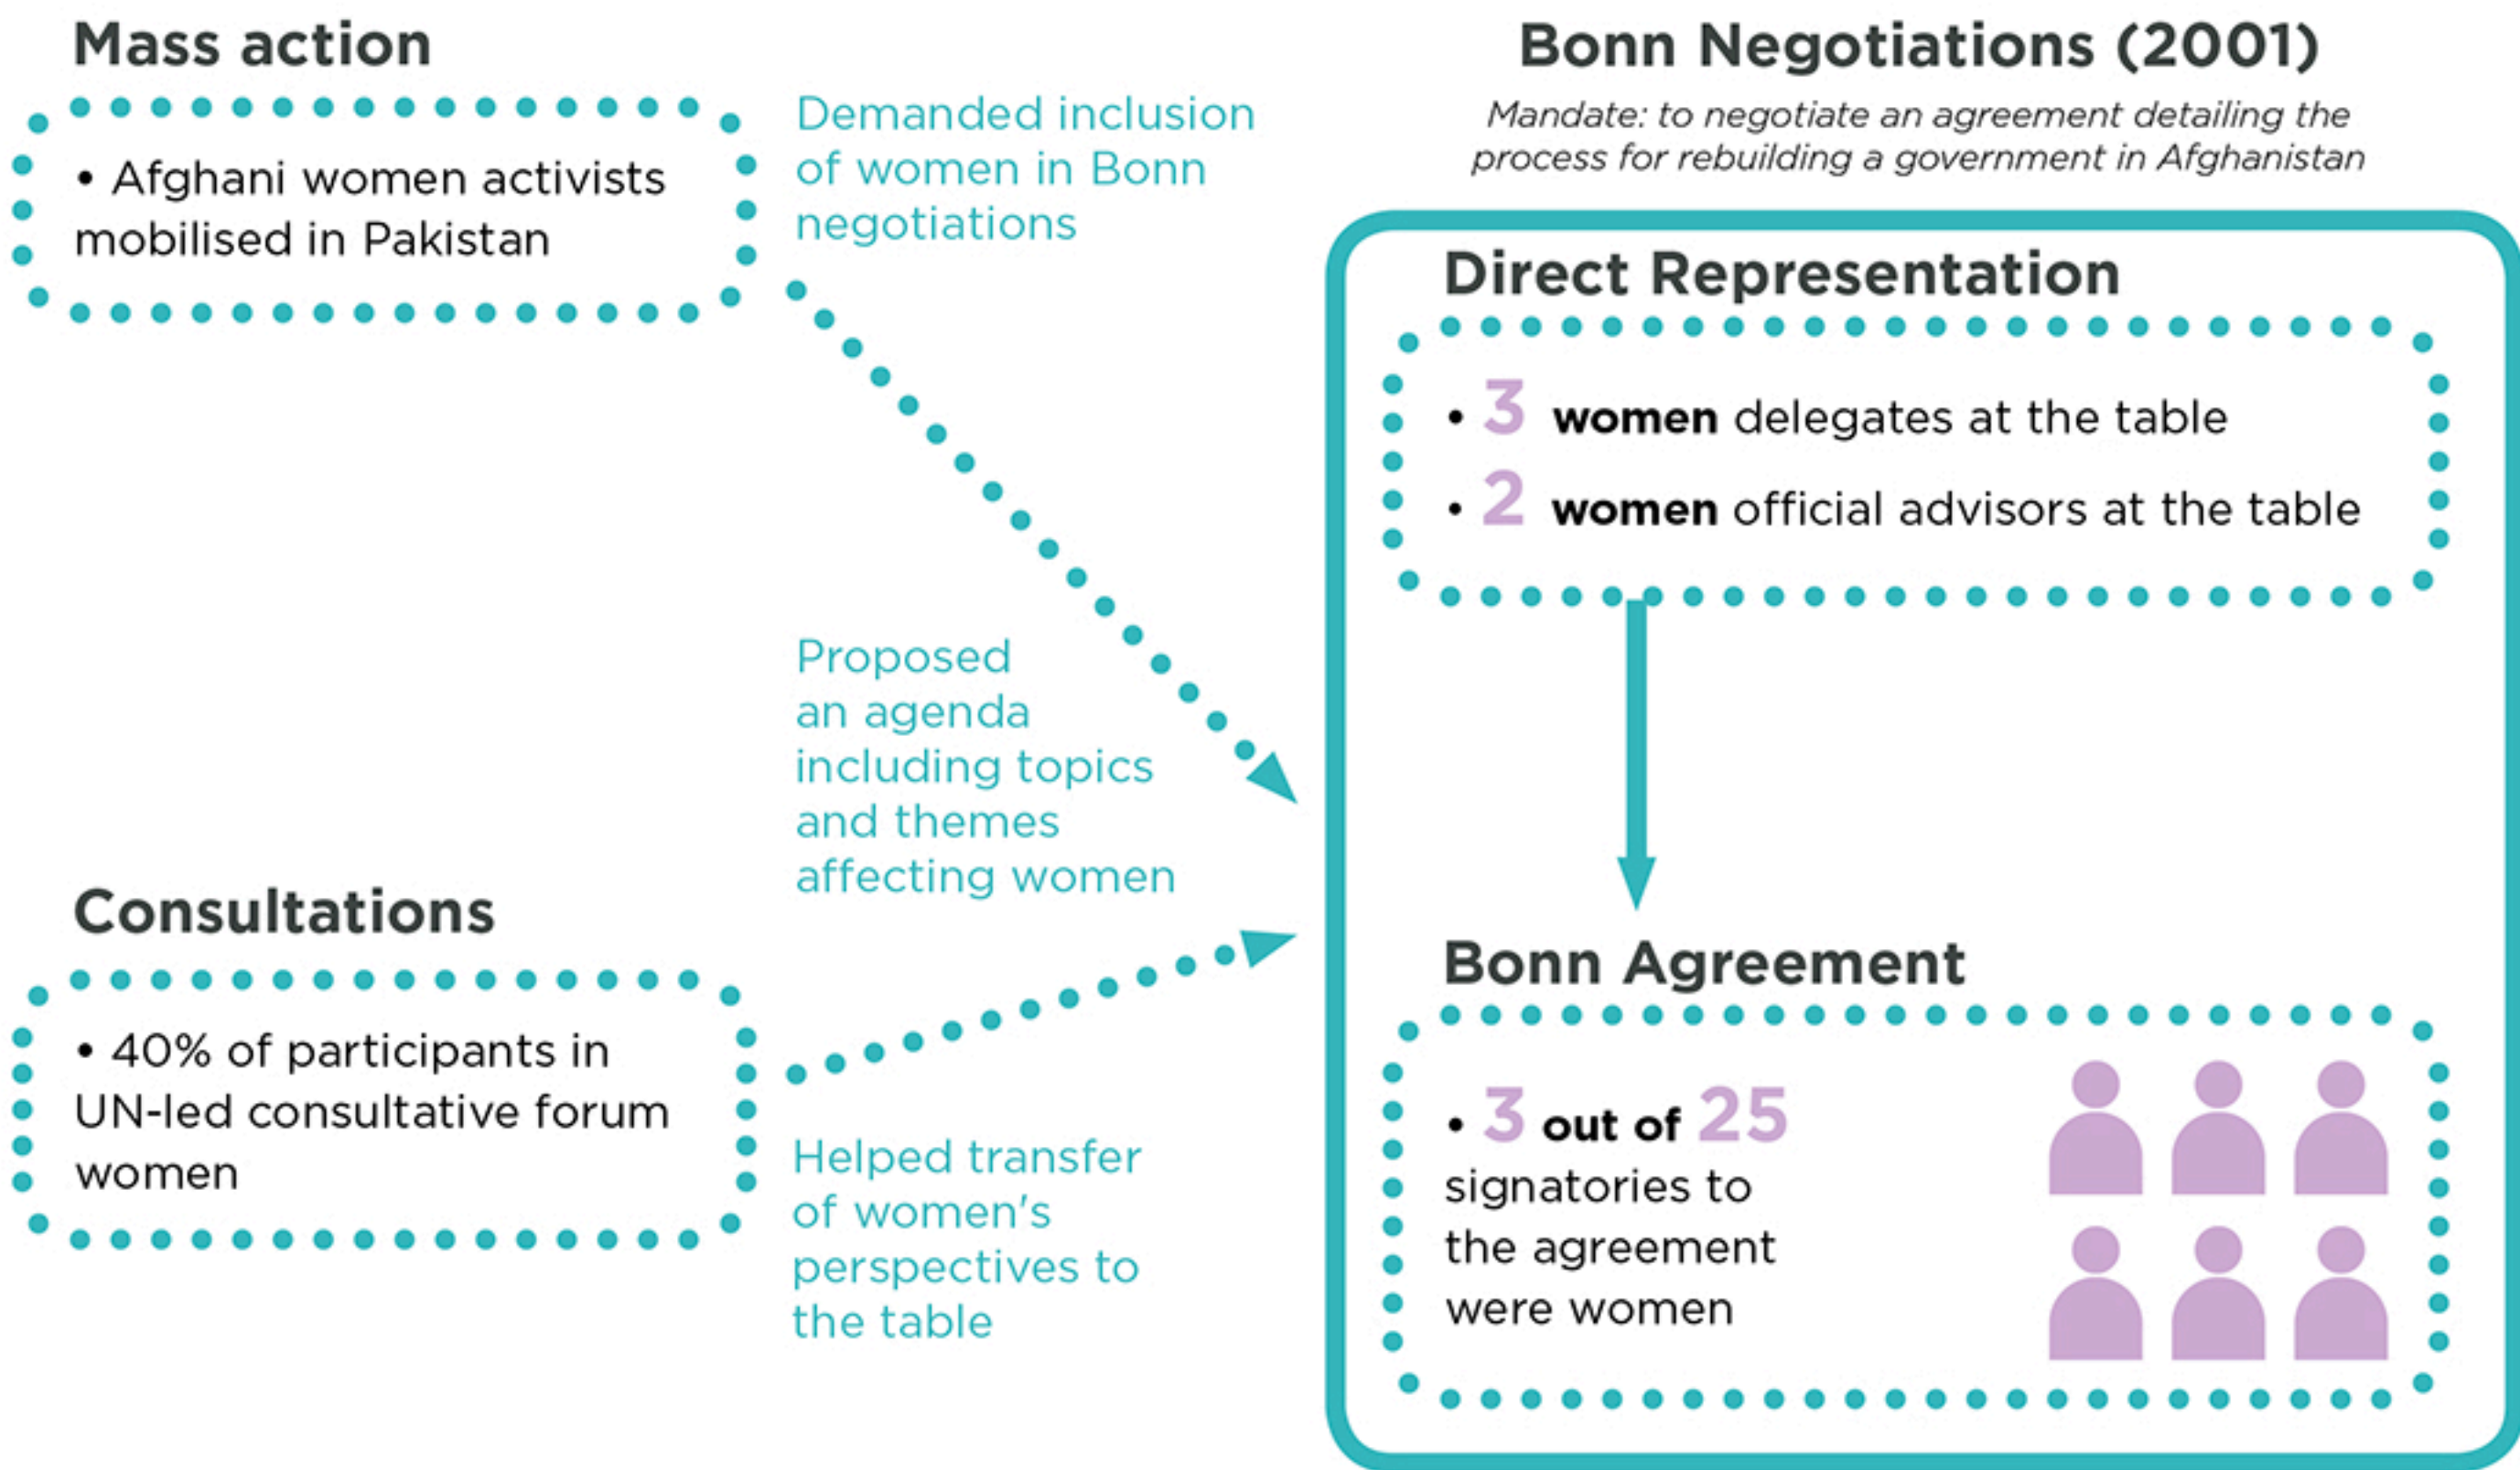 Mass action
• Afghani women activists
mobilised in Pakistan
Demanded inclusion
of women in Bonn
negotiations
Proposed
an agenda
including topics
and themes
affecting women
Consultations
• 40% of participants in
UN-led consultative forum
women
Helped transfer
of women's
perspectives to
the table
Bonn Negotiations (2001)
Mandate: to negotiate an agreement detailing the
process for rebuilding a government in Afghanistan
Direct Representation
• 3 women delegates at the table
• 2 women official advisors at the table
Bonn Agreement
• 3 out of 25
signatories to
the agreement
were women